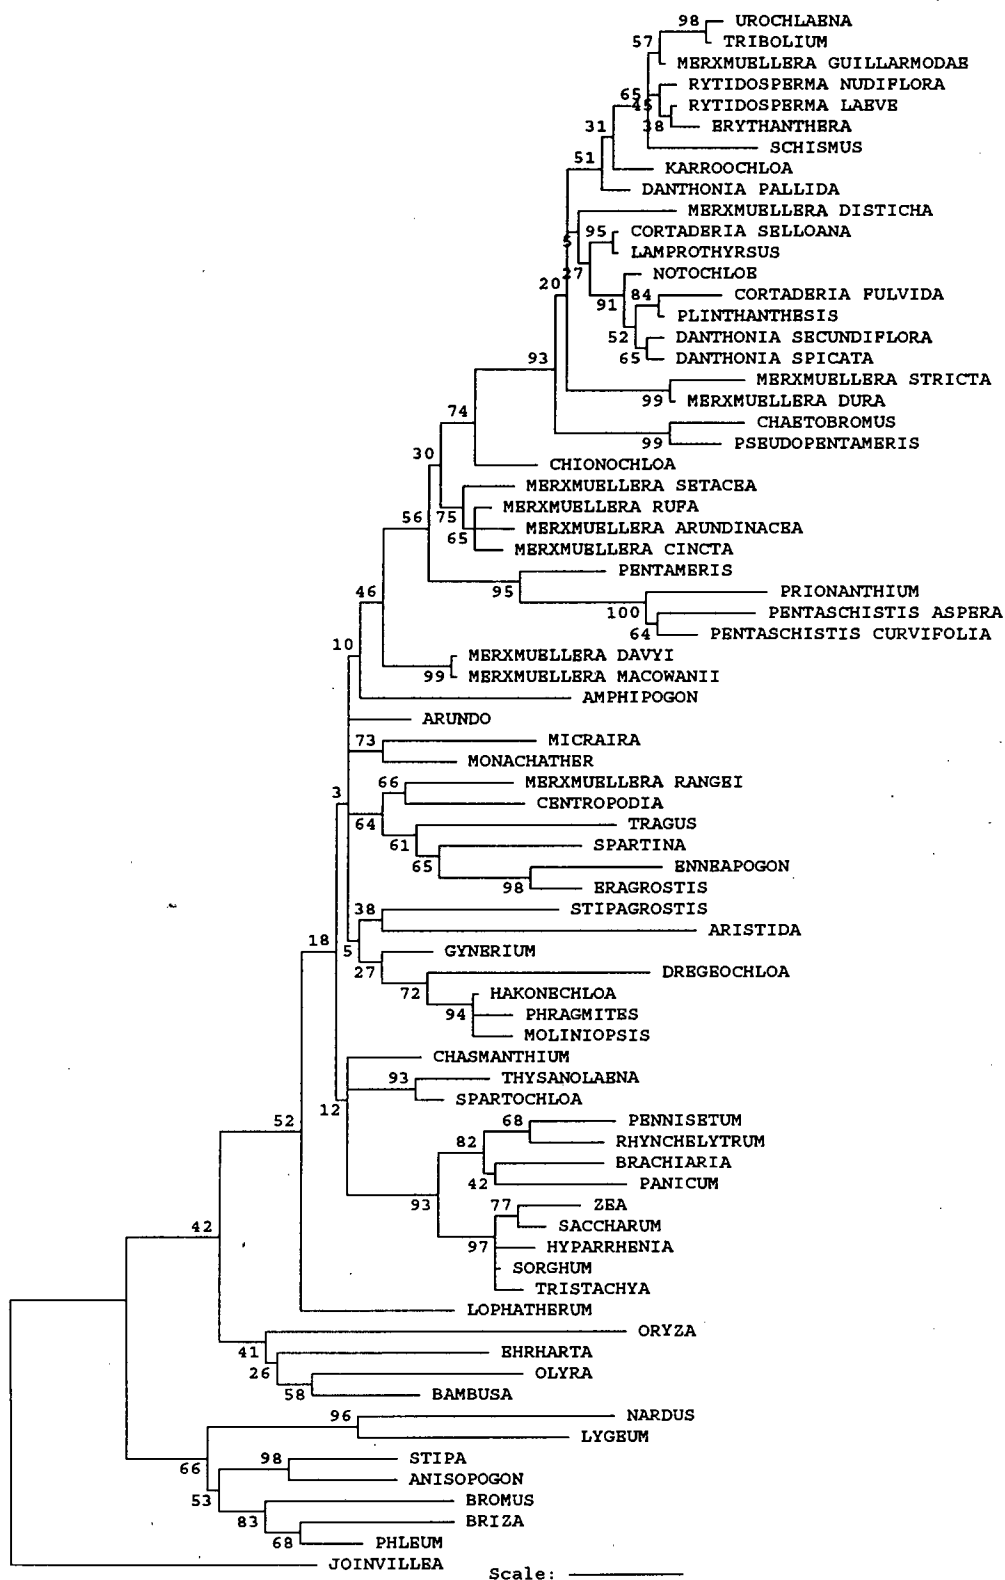 98 UROCHLAENA
TRIBOLIUM
57
MERXMUELLERA GUILLARMODAE
RYTIDOSPERMA NUDIFLORA
65
45 RYTIDOSPERMA LAEVE
31 38 ERYTHANTHERA
SCHISMUS
51 KARROOCHLOA
DANTHONIA PALLIDA
MERXMUELLERA DISTICHA
95 CORTADERIA SELLOANA
5
LAMPROTHYRSUS
27 NOTOCHLOE
20
84 CORTADERIA FULVIDA
91
PLINTHANTHESIS
52 DANTHONIA SECUNDIFLORA
93 65 DANTHONIA SPICATA
MERXMUELLERA STRICTA
99 MERXMUELLERA DURA
74
CHAETOBROMUS
99 PSEUDOPENTAMERIS
30
CHIONOCHLOA
MERXMUELLERA SETACEA
MERXMUELLERA RUFA
56 75
MERXMUELLERA ARUNDINACEA
65
MERXMUELLERA CINCTA
PENTAMERIS
46 95 PRIONANTHIUM
100 PENTASCHISTIS ASPERA
64 PENTASCHISTIS CURVIFOLIA
10
MERXMUELLERA DAVYI
99 MERXMUELLERA MACOWANII
AMPHIPOGON
ARUNDO
73 MICRAIRA
MONACHATHER
66 MERXMUELLERA RANGEI
3
CENTROPODIA
64 TRAGUS
61 SPARTINA
65 ENNEAPOGON
98 ERAGROSTIS
38 STIPAGROSTIS
ARISTIDA
18 5 GYNERIUM
27 DREGEOCHLOA
72 HAKONECHLOA
94 PHRAGMITES
MOLINIOPSIS
CHASMANTHIUM
93 THYSANOLAENA
12 SPARTOCHLOA
52 68 PENNISETUM
82 RHYNCHELYTRUM
BRACHIARIA
42 PANICUM
93 77 ZEA
SACCHARUM
42
97 HYPARRHENIA
SORGHUM
TRISTACHYA
LOPHATHERUM
ORYZA
41 EHRHARTA
26 OLYRA
58 BAMBUSA
96 NARDUS
LYGEUM
66 98 STIPA
ANISOPOGON
53 BROMUS
83 BRIZA
68 PHLEUM
JOINVILLEA
Scale: